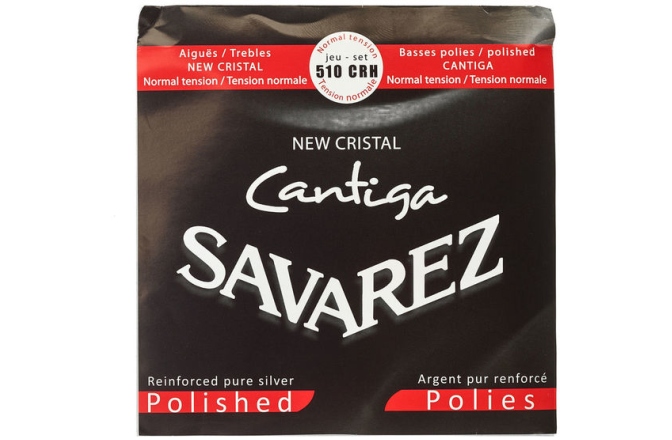 Normal tension
jeu - set
510 CRH
Tension normale
Aiguës / Trebles
NEW CRISTAL
Normal tension / Tension normale
Basses polies / polished
CANTIGA
Normal tension / Tension normale
NEW CRISTAL
Cantiga
SAVAREZ
Reinforced pure silver
Polished
Argent pur renforcé
Polies